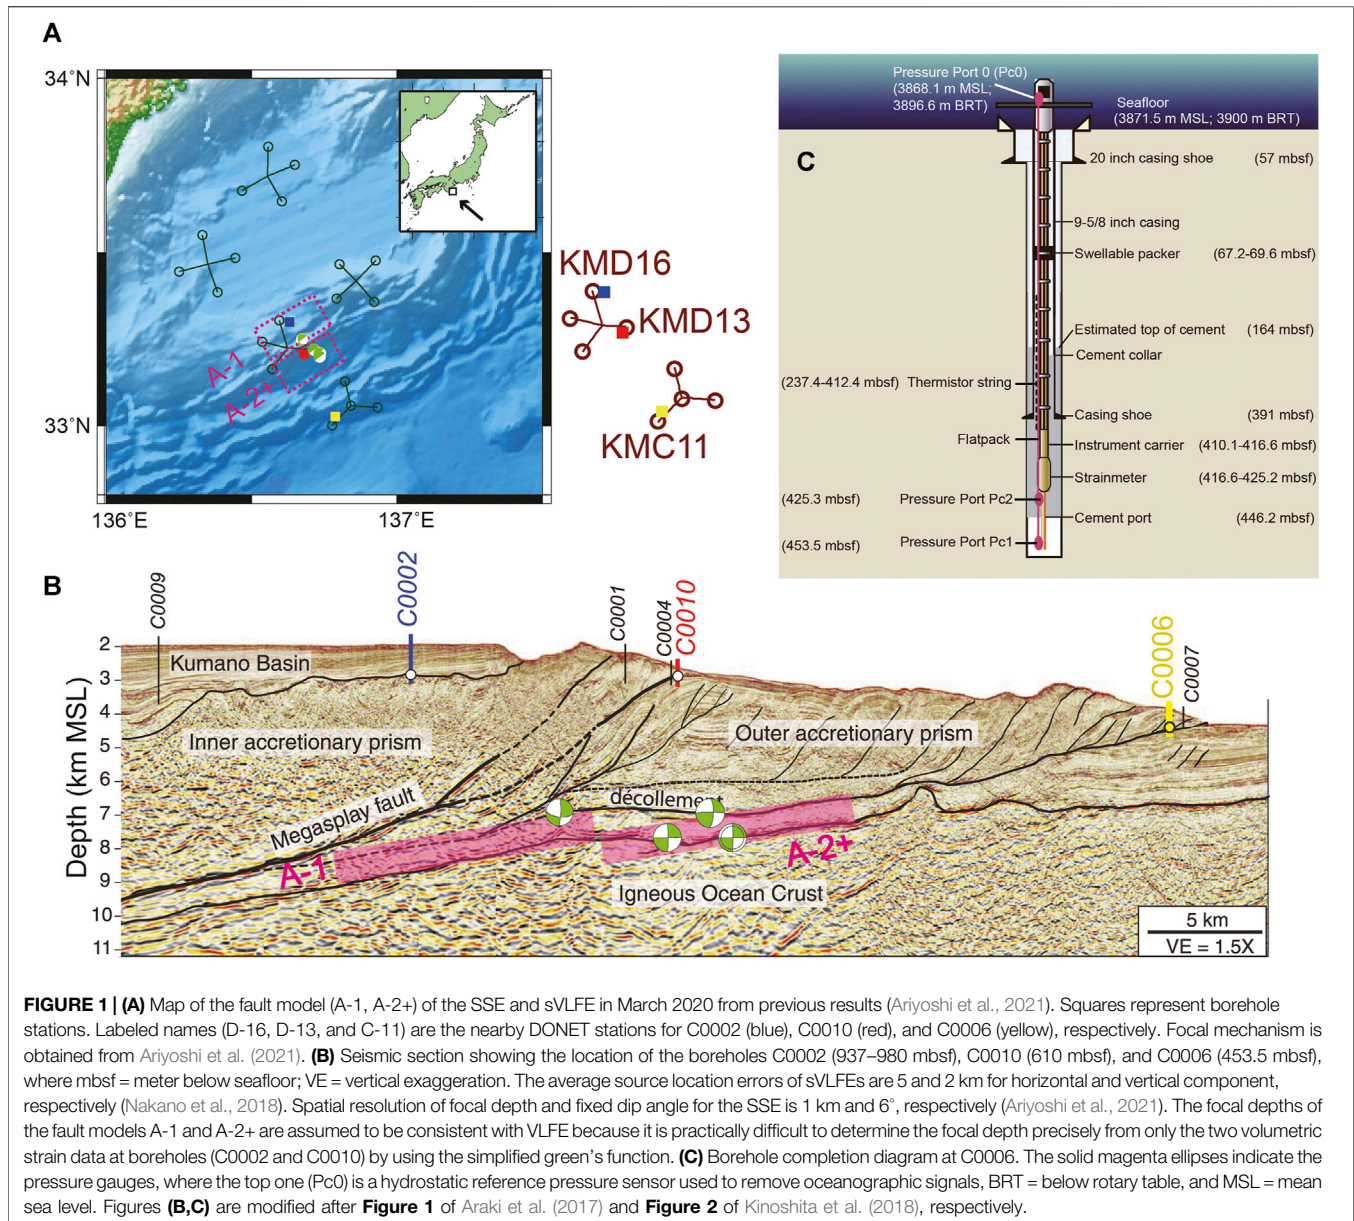 A
34°N
33°N
136°E
137°E
A-1
A-2+
KMD16
KMD13
KMC11
C
Pressure Port 0 (Pc0)
(3868.1 m MSL;
3896.6 m BRT)
Seafloor
(3871.5 m MSL; 3900 m BRT)
20 inch casing shoe (57 mbsf)
9-5/8 inch casing
Swellable packer (67.2-69.6 mbsf)
Estimated top of cement (164 mbsf)
Cement collar
(237.4-412.4 mbsf) Thermistor string
Casing shoe (391 mbsf)
Flatpack
Instrument carrier (410.1-416.6 mbsf)
Strainmeter (416.6-425.2 mbsf)
(425.3 mbsf) Pressure Port Pc2
Cement port (446.2 mbsf)
(453.5 mbsf) Pressure Port Pc1
B
C0009
C0002
C0001
C0004
C0010
C0006
C0007
Depth (km MSL)
2
3
4
5
6
7
8
9
10
11
Kumano Basin
Inner accretionary prism
Outer accretionary prism
Megasplay fault
décollement
A-1
A-2+
Igneous Ocean Crust
5 km
VE = 1.5X
FIGURE 1 | (A) Map of the fault model (A-1, A-2+) of the SSE and sVLFE in March 2020 from previous results (Ariyoshi et al., 2021). Squares represent borehole
stations. Labeled names (D-16, D-13, and C-11) are the nearby DONET stations for C0002 (blue), C0010 (red), and C0006 (yellow), respectively. Focal mechanism is
obtained from Ariyoshi et al. (2021). (B) Seismic section showing the location of the boreholes C0002 (937–980 mbsf), C0010 (610 mbsf), and C0006 (453.5 mbsf),
where mbsf = meter below seafloor; VE = vertical exaggeration. The average source location errors of sVLFEs are 5 and 2 km for horizontal and vertical component,
respectively (Nakano et al., 2018). Spatial resolution of focal depth and fixed dip angle for the SSE is 1 km and 6°, respectively (Ariyoshi et al., 2021). The focal depths of
the fault models A-1 and A-2+ are assumed to be consistent with VLFE because it is practically difficult to determine the focal depth precisely from only the two volumetric
strain data at boreholes (C0002 and C0010) by using the simplified green's function. (C) Borehole completion diagram at C0006. The solid magenta ellipses indicate the
pressure gauges, where the top one (Pc0) is a hydrostatic reference pressure sensor used to remove oceanographic signals, BRT = below rotary table, and MSL = mean
sea level. Figures (B,C) are modified after Figure 1 of Araki et al. (2017) and Figure 2 of Kinoshita et al. (2018), respectively.